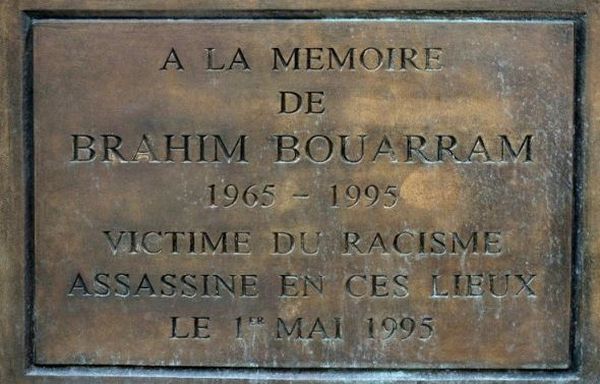 A LA MEMOIRE
DE
BRAHIM BOUARRAM
1965 - 1995
VICTIME DU RACISME
ASSASSINE EN CES LIEUX
LE 1ER MAI 1995